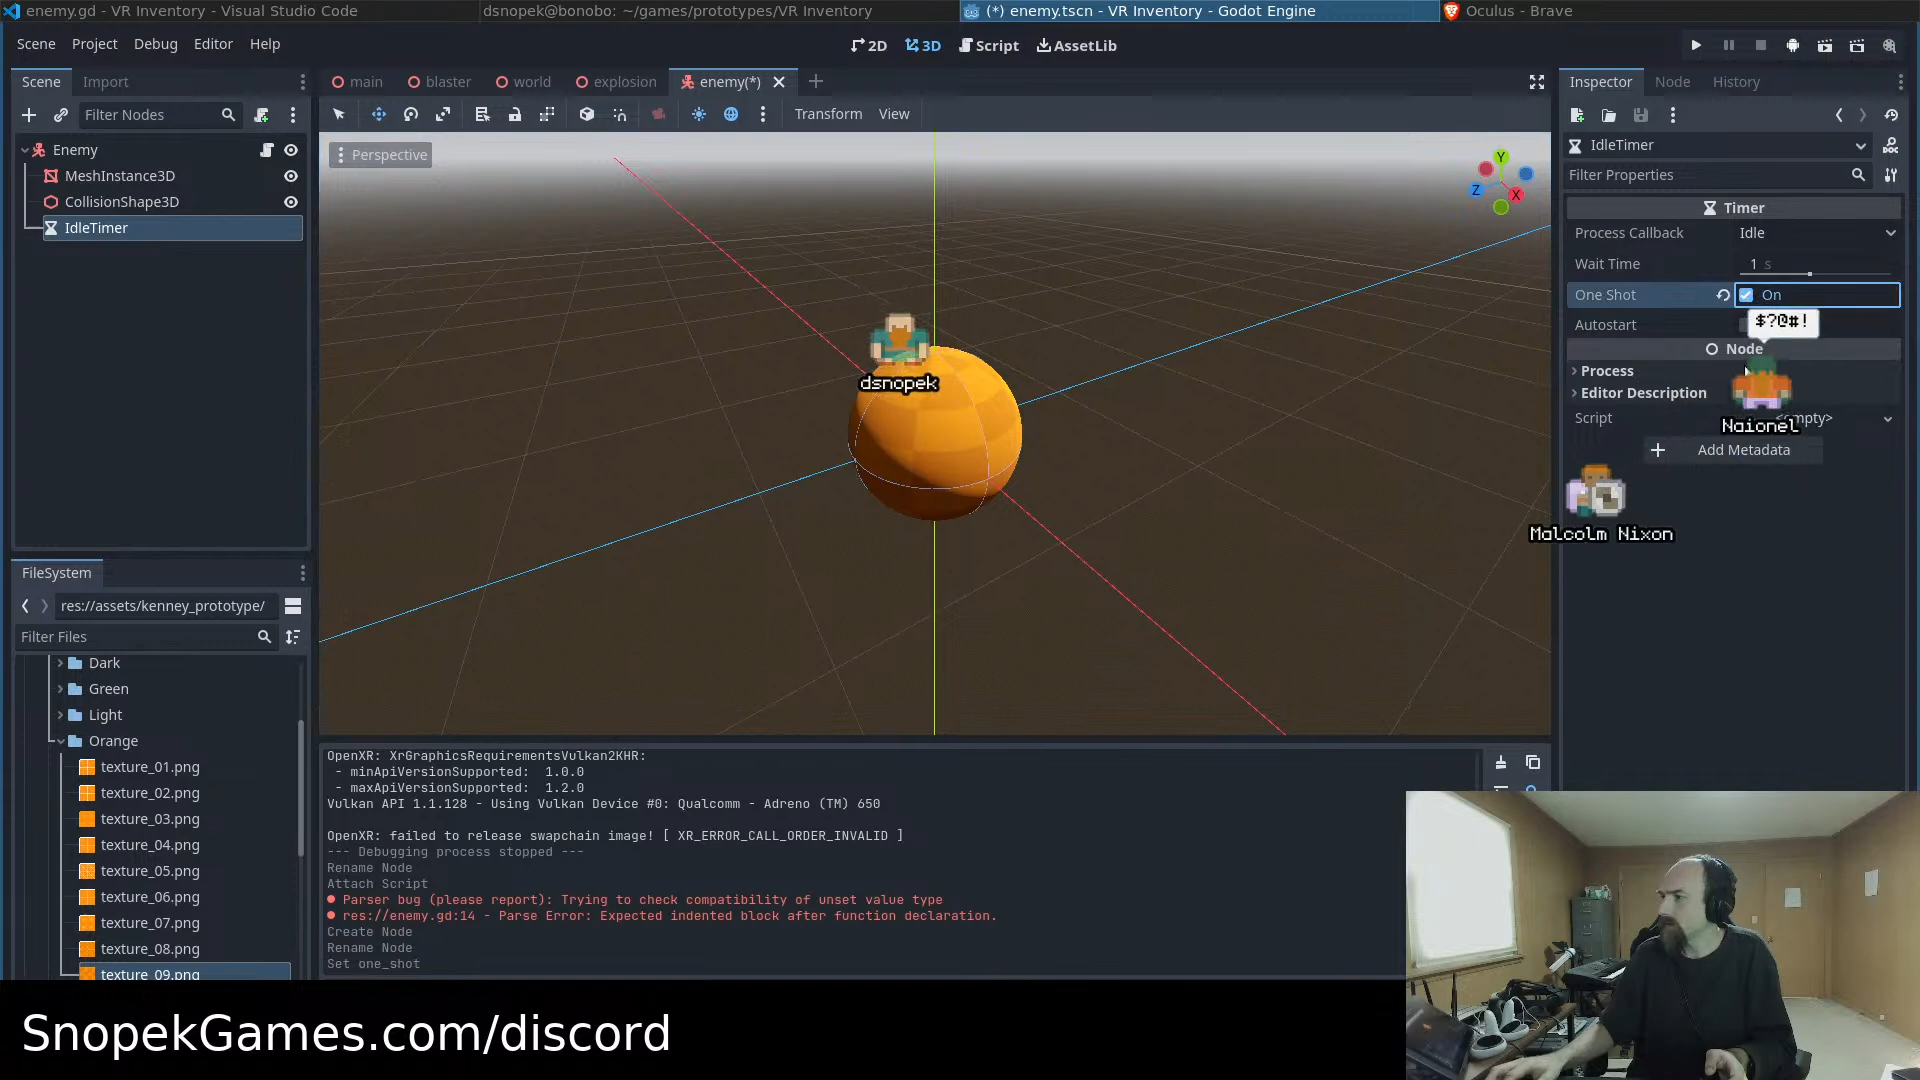 enemy.gd - VR Inventory - Visual Studio Code
dsnopek@bonobo: ~/games/prototypes/VR Inventory
(*) enemy.tscn - VR Inventory - Godot Engine
Oculus - Brave
Scene Project Debug Editor Help
2D 3D Script AssetLib
Scene Import
main blaster world explosion enemy(*)
Inspector Node History
Filter Nodes
Transform View
Enemy
MeshInstance3D
CollisionShape3D
IdleTimer
Perspective
Y
Z
X
dsnopek
IdleTimer
Filter Properties
Timer
Process Callback Idle
Wait Time 1 s
One Shot On
Autostart
$?@#!
Node
Process
Editor Description
Script
Naionel
Add Metadata
Malcolm Nixon
FileSystem
res://assets/kenney_prototype/
Filter Files
Dark
Green
Light
Orange
texture_01.png
texture_02.png
texture_03.png
texture_04.png
texture_05.png
texture_06.png
texture_07.png
texture_08.png
texture_09.png
OpenXR: XrGraphicsRequirementsVulkan2KHR:
- minApiVersionSupported: 1.0.0
- maxApiVersionSupported: 1.2.0
Vulkan API 1.1.128 - Using Vulkan Device #0: Qualcomm - Adreno (TM) 650
OpenXR: failed to release swapchain image! [ XR_ERROR_CALL_ORDER_INVALID ]
--- Debugging process stopped ---
Rename Node
Attach Script
Parser bug (please report): Trying to check compatibility of unset value type
res://enemy.gd:14 - Parse Error: Expected indented block after function declaration.
Create Node
Rename Node
Set one_shot
SnopekGames.com/discord